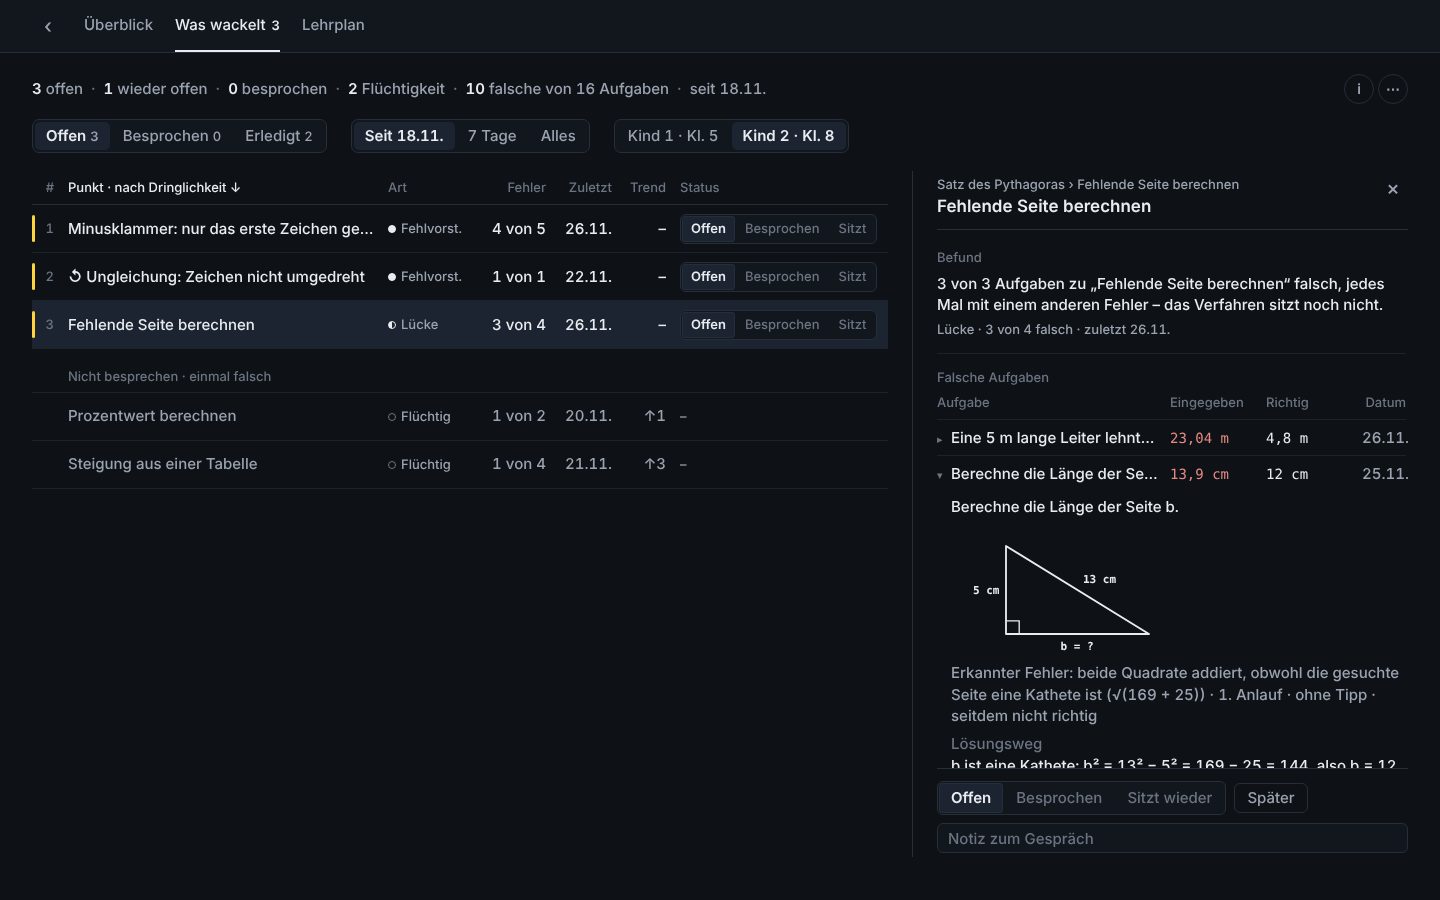 ‹ Überblick Was wackelt 3 Lehrplan
3 offen · 1 wieder offen · 0 besprochen · 2 Flüchtigkeit · 10 falsche von 16 Aufgaben · seit 18.11.
i ⋯
Offen 3 Besprochen 0 Erledigt 2 Seit 18.11. 7 Tage Alles Kind 1 · Kl. 5 Kind 2 · Kl. 8
# Punkt · nach Dringlichkeit ↓ Art Fehler Zuletzt Trend Status
1 Minusklammer: nur das erste Zeichen ge... ● Fehlvorst. 4 von 5 26.11. – Offen Besprochen Sitzt
2 ↺ Ungleichung: Zeichen nicht umgedreht ● Fehlvorst. 1 von 1 22.11. – Offen Besprochen Sitzt
3 Fehlende Seite berechnen ◐ Lücke 3 von 4 26.11. – Offen Besprochen Sitzt
Nicht besprechen · einmal falsch
Prozentwert berechnen ◌ Flüchtig 1 von 2 20.11. ↑1 –
Steigung aus einer Tabelle ◌ Flüchtig 1 von 4 21.11. ↑3 –
Satz des Pythagoras › Fehlende Seite berechnen
Fehlende Seite berechnen ×
Befund
3 von 3 Aufgaben zu „Fehlende Seite berechnen“ falsch, jedes
Mal mit einem anderen Fehler – das Verfahren sitzt noch nicht.
Lücke · 3 von 4 falsch · zuletzt 26.11.
Falsche Aufgaben
Aufgabe Eingegeben Richtig Datum
▸ Eine 5 m lange Leiter lehnt... 23,04 m 4,8 m 26.11.
▾ Berechne die Länge der Se... 13,9 cm 12 cm 25.11.
Berechne die Länge der Seite b.
13 cm
5 cm
b = ?
Erkannter Fehler: beide Quadrate addiert, obwohl die gesuchte
Seite eine Kathete ist (√(169 + 25)) · 1. Anlauf · ohne Tipp ·
seitdem nicht richtig
Lösungsweg
b ist eine Kathete: b² = 13² − 5² = 169 − 25 = 144, also b = 12
Offen Besprochen Sitzt wieder Später
Notiz zum Gespräch